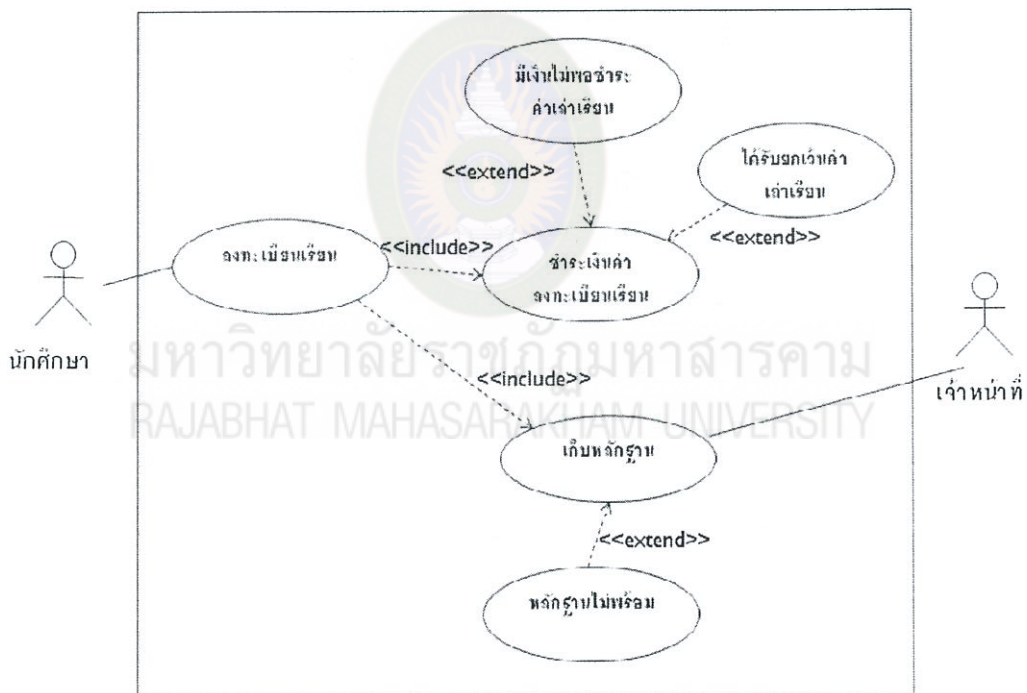 มีเงินไม่พอชำระ
ค่าเล่าเรียน
<<extend>>
ได้รับยกเว้นค่า
เล่าเรียน
<<extend>>
ลงทะเบียนเรียน
<<include>>
ชำระเงินค่า
ลงทะเบียนเรียน
นักศึกษา
มหาวิทยาลัยราชภัฏมหาสารคาม
RAJABHAT MAHASARAKHAM UNIVERSITY
<<include>>
เจ้าหน้าที่
เก็บหลักฐาน
<<extend>>
หลักฐานไม่พร้อม